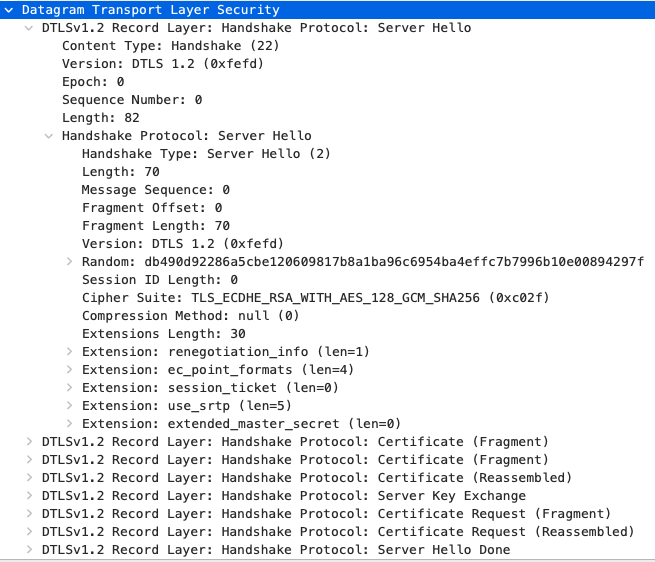 Datagram Transport Layer Security
DTLSv1.2 Record Layer: Handshake Protocol: Server Hello
Content Type: Handshake (22)
Version: DTLS 1.2 (0xfefd)
Epoch: 0
Sequence Number: 0
Length: 82
Handshake Protocol: Server Hello
Handshake Type: Server Hello (2)
Length: 70
Message Sequence: 0
Fragment Offset: 0
Fragment Length: 70
Version: DTLS 1.2 (0xfefd)
Random: db490d92286a5cbe120609817b8a1ba96c6954ba4effc7b7996b10e00894297f
Session ID Length: 0
Cipher Suite: TLS_ECDHE_RSA_WITH_AES_128_GCM_SHA256 (0xc02f)
Compression Method: null (0)
Extensions Length: 30
Extension: renegotiation_info (len=1)
Extension: ec_point_formats (len=4)
Extension: session_ticket (len=0)
Extension: use_srtp (len=5)
Extension: extended_master_secret (len=0)
DTLSv1.2 Record Layer: Handshake Protocol: Certificate (Fragment)
DTLSv1.2 Record Layer: Handshake Protocol: Certificate (Fragment)
DTLSv1.2 Record Layer: Handshake Protocol: Certificate (Reassembled)
DTLSv1.2 Record Layer: Handshake Protocol: Server Key Exchange
DTLSv1.2 Record Layer: Handshake Protocol: Certificate Request (Fragment)
DTLSv1.2 Record Layer: Handshake Protocol: Certificate Request (Reassembled)
DTLSv1.2 Record Layer: Handshake Protocol: Server Hello Done